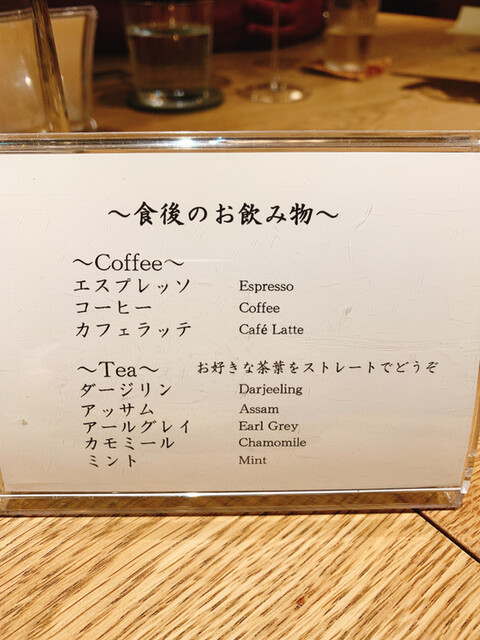 ～食後のお飲み物～
～Coffee～
エスプレッソ Espresso
コーヒー Coffee
カフェラッテ Café Latte
～Tea～ お好きな茶葉をストレートでどうぞ
ダージリン Darjeeling
アッサム Assam
アールグレイ Earl Grey
カモミール Chamomile
ミント Mint